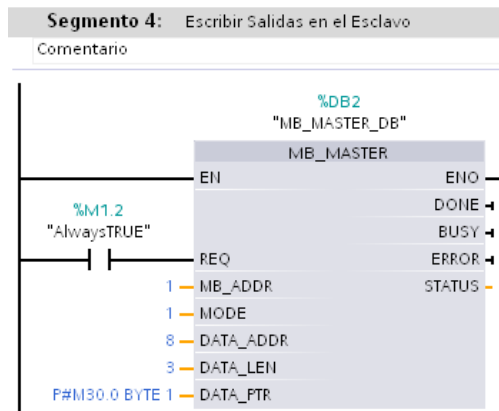 Segmento 4: Escribir Salidas en el Esclavo
Comentario
%DB2
"MB_MASTER_DB"
MB_MASTER
EN ENO
DONE
%M1.2
"AlwaysTRUE" BUSY
REQ ERROR
1 MB_ADDR STATUS
1 MODE
8 DATA_ADDR
3 DATA_LEN
P#M30.0 BYTE 1 DATA_PTR